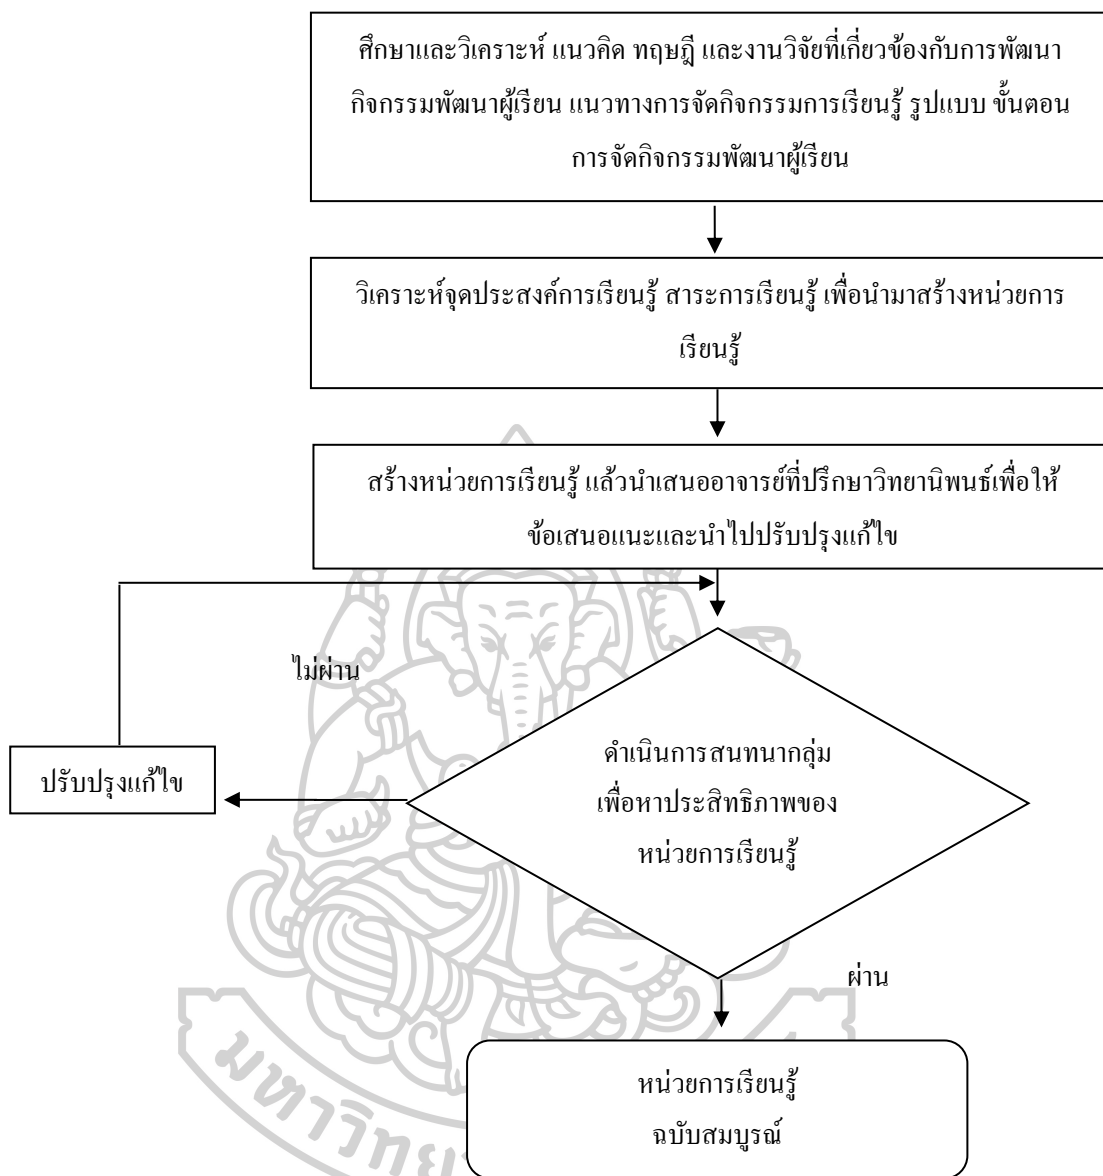 ศึกษาและวิเคราะห์ แนวคิด ทฤษฎี และงานวิจัยที่เกี่ยวข้องกับการพัฒนา
กิจกรรมพัฒนาผู้เรียน แนวทางการจัดกิจกรรมการเรียนรู้ รูปแบบ ขั้นตอน
การจัดกิจกรรมพัฒนาผู้เรียน
วิเคราะห์จุดประสงค์การเรียนรู้ สาระการเรียนรู้ เพื่อนำมาสร้างหน่วยการ
เรียนรู้
สร้างหน่วยการเรียนรู้ แล้วนำเสนออาจารย์ที่ปรึกษาวิทยานิพนธ์เพื่อให้
ข้อเสนอแนะและนำไปปรับปรุงแก้ไข
ไม่ผ่าน
ปรับปรุงแก้ไข
ดำเนินการสนทนากลุ่ม
เพื่อหาประสิทธิภาพของ
หน่วยการเรียนรู้
ผ่าน
หน่วยการเรียนรู้
ฉบับสมบูรณ์